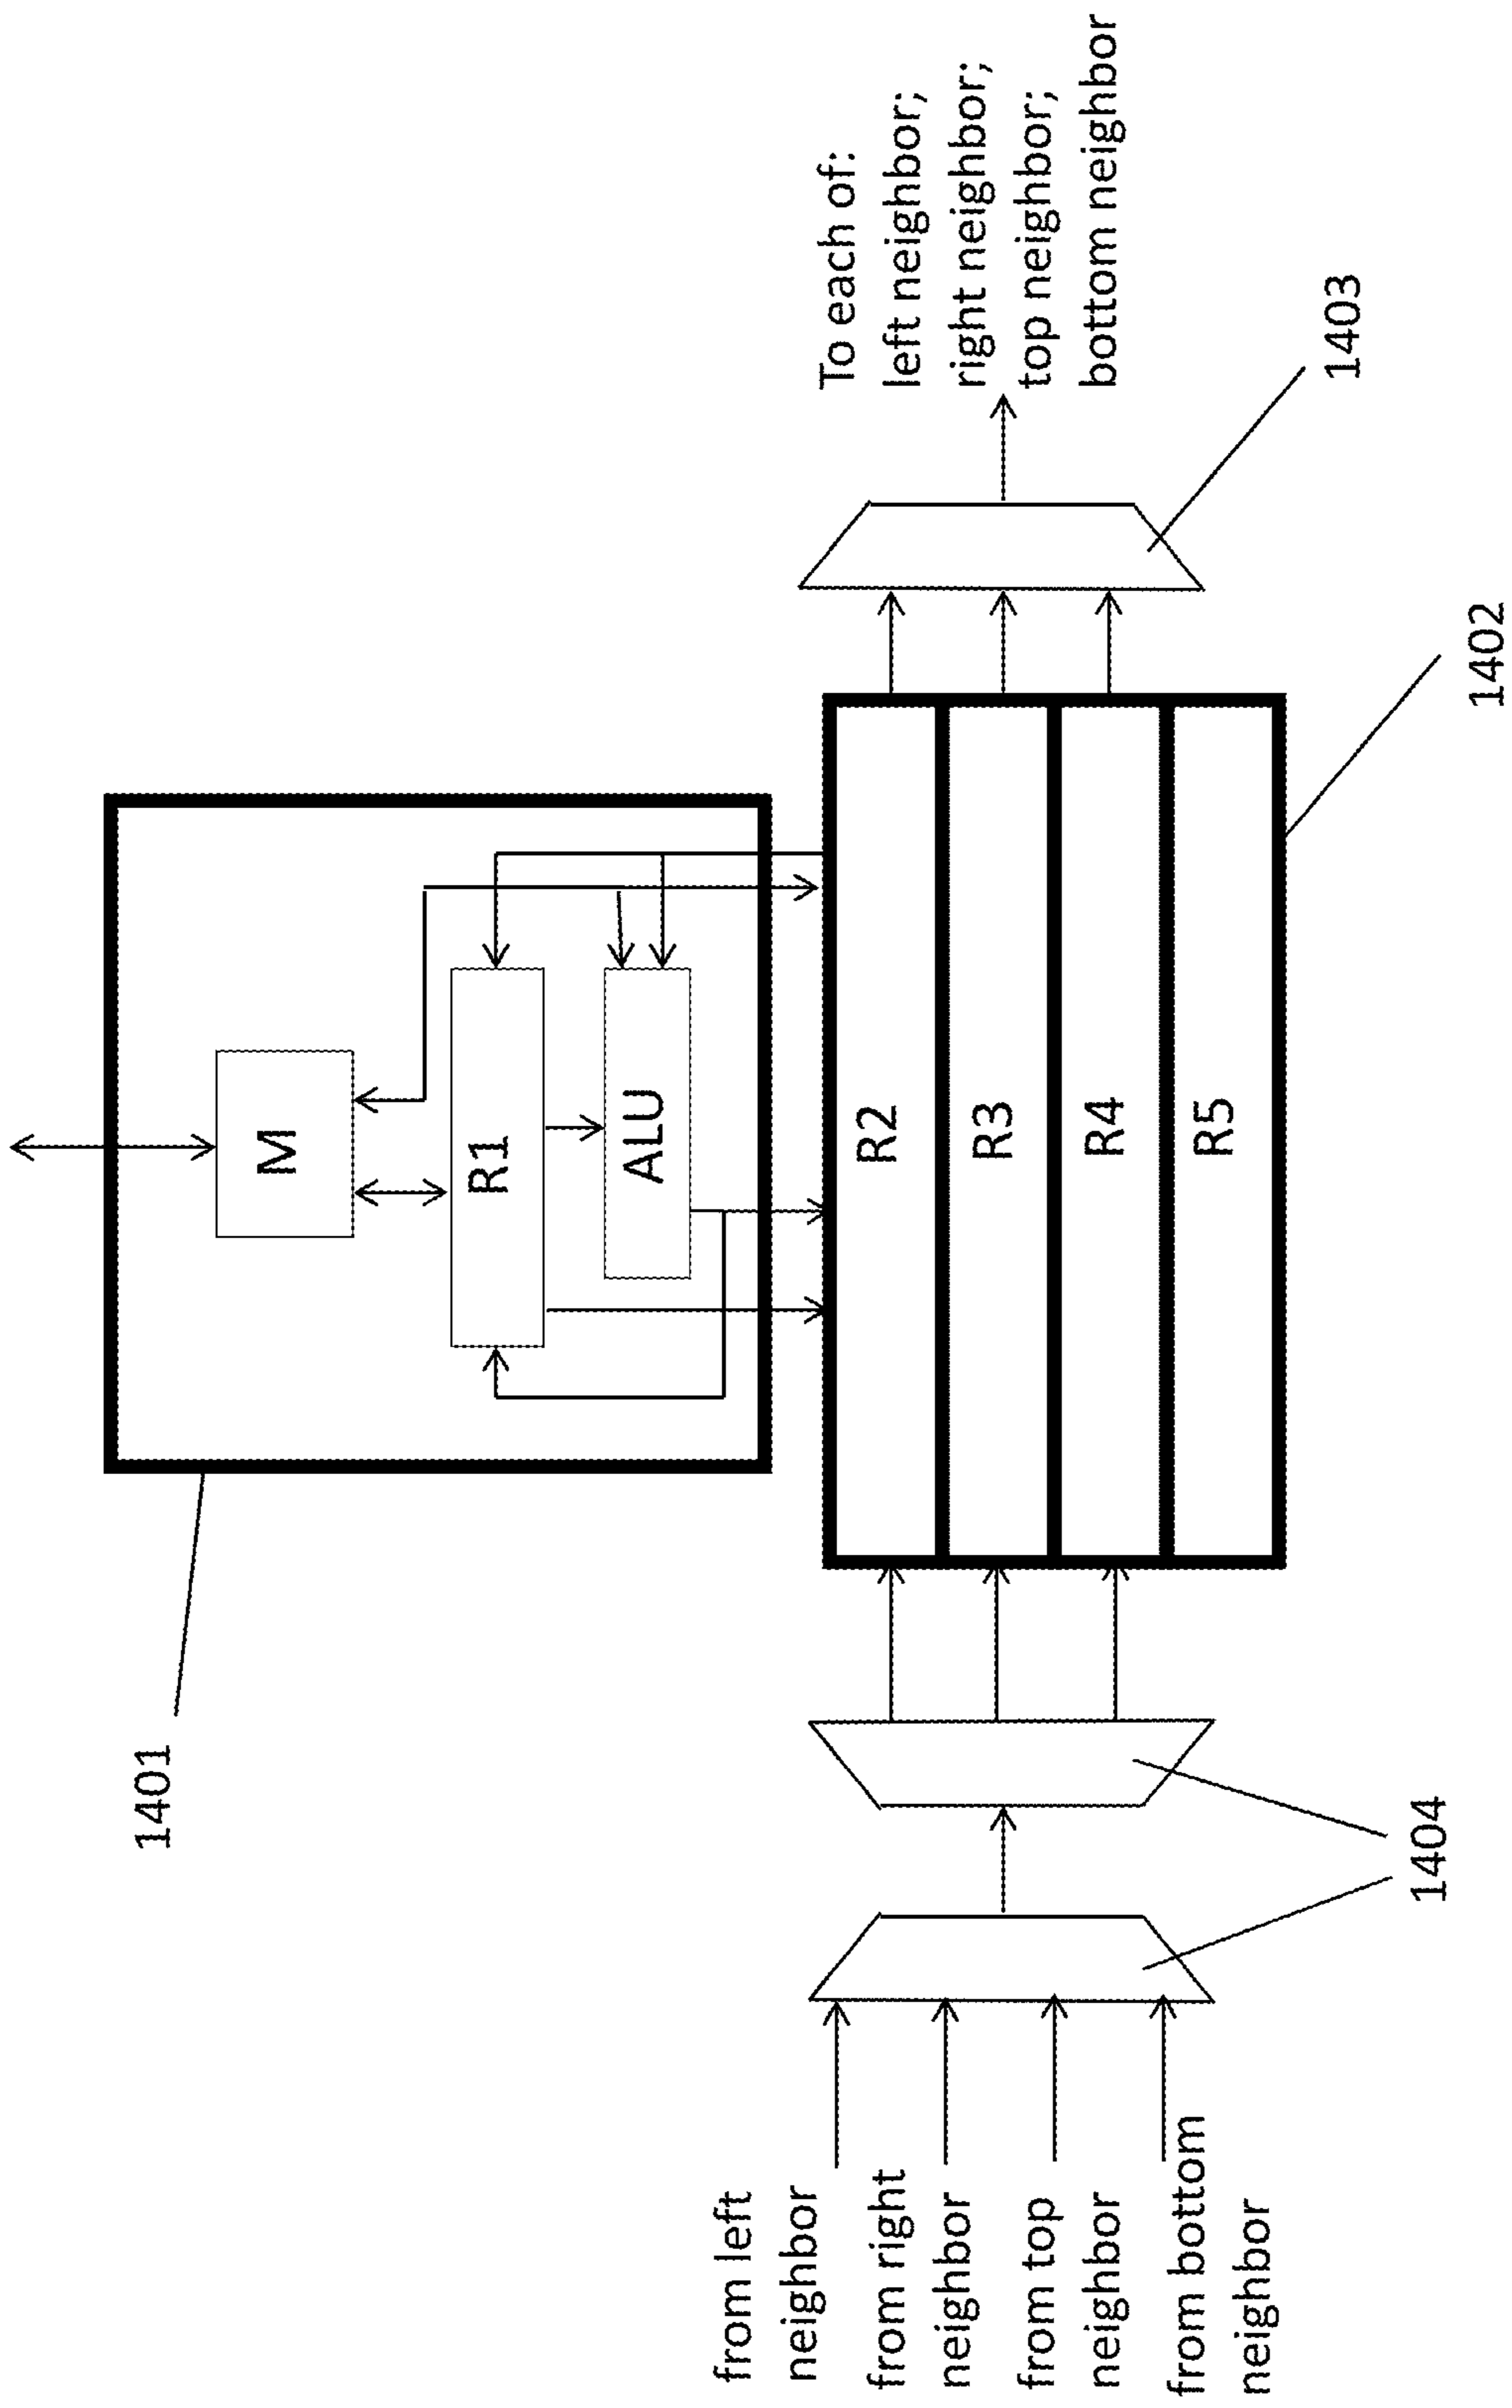 1401
M
R1
ALU
R2
R3
R4
R5
from left
neighbor
from right
neighbor
from top
neighbor
from bottom
neighbor
1404
1402
1403
To each of:
left neighbor;
right neighbor;
top neighbor;
bottom neighbor